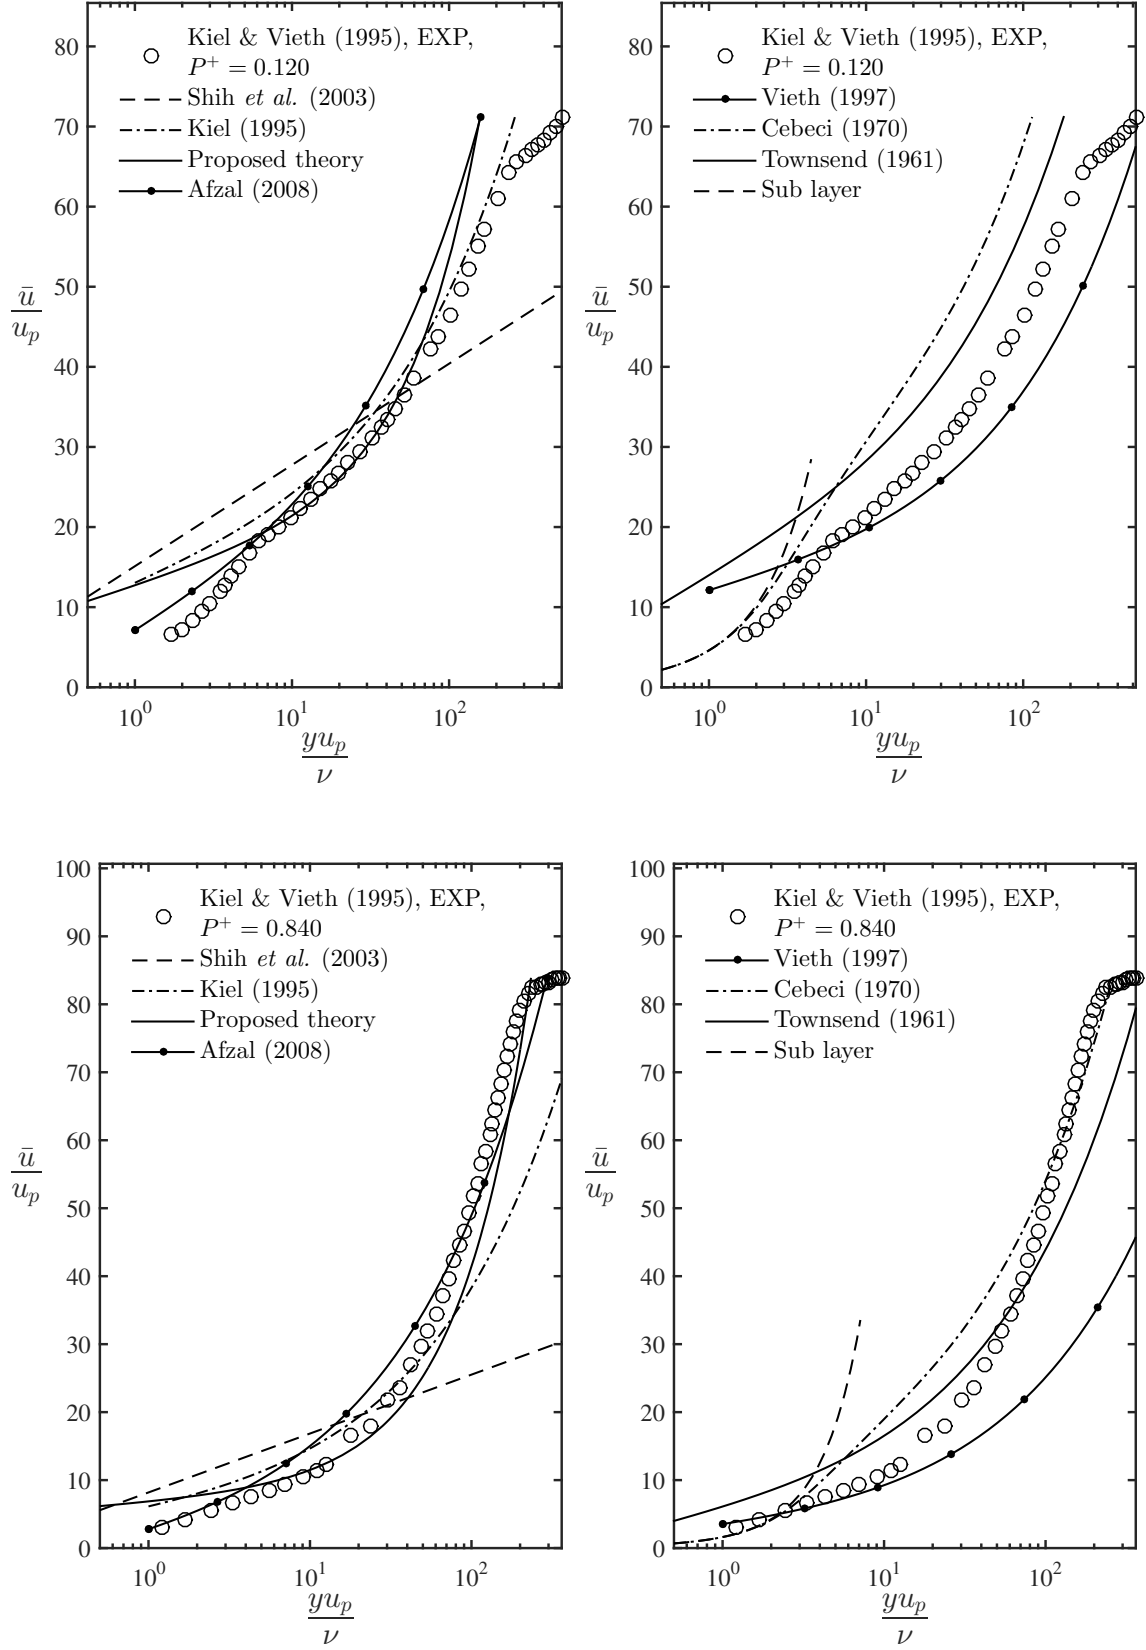 80
70
60
50
40
30
20
10
0
Kiel & Vieth (1995), EXP,
P⁺ = 0.120
Shih et al. (2003)
Kiel (1995)
Proposed theory
Afzal (2008)
ū/u_p
10⁰ 10¹ 10²
yu_p/ν
80
70
60
50
40
30
20
10
0
Kiel & Vieth (1995), EXP,
P⁺ = 0.120
Vieth (1997)
Cebeci (1970)
Townsend (1961)
Sub layer
ū/u_p
10⁰ 10¹ 10²
yu_p/ν
100
90
80
70
60
50
40
30
20
10
0
Kiel & Vieth (1995), EXP,
P⁺ = 0.840
Shih et al. (2003)
Kiel (1995)
Proposed theory
Afzal (2008)
ū/u_p
10⁰ 10¹ 10²
yu_p/ν
100
90
80
70
60
50
40
30
20
10
0
Kiel & Vieth (1995), EXP,
P⁺ = 0.840
Vieth (1997)
Cebeci (1970)
Townsend (1961)
Sub layer
ū/u_p
10⁰ 10¹ 10²
yu_p/ν